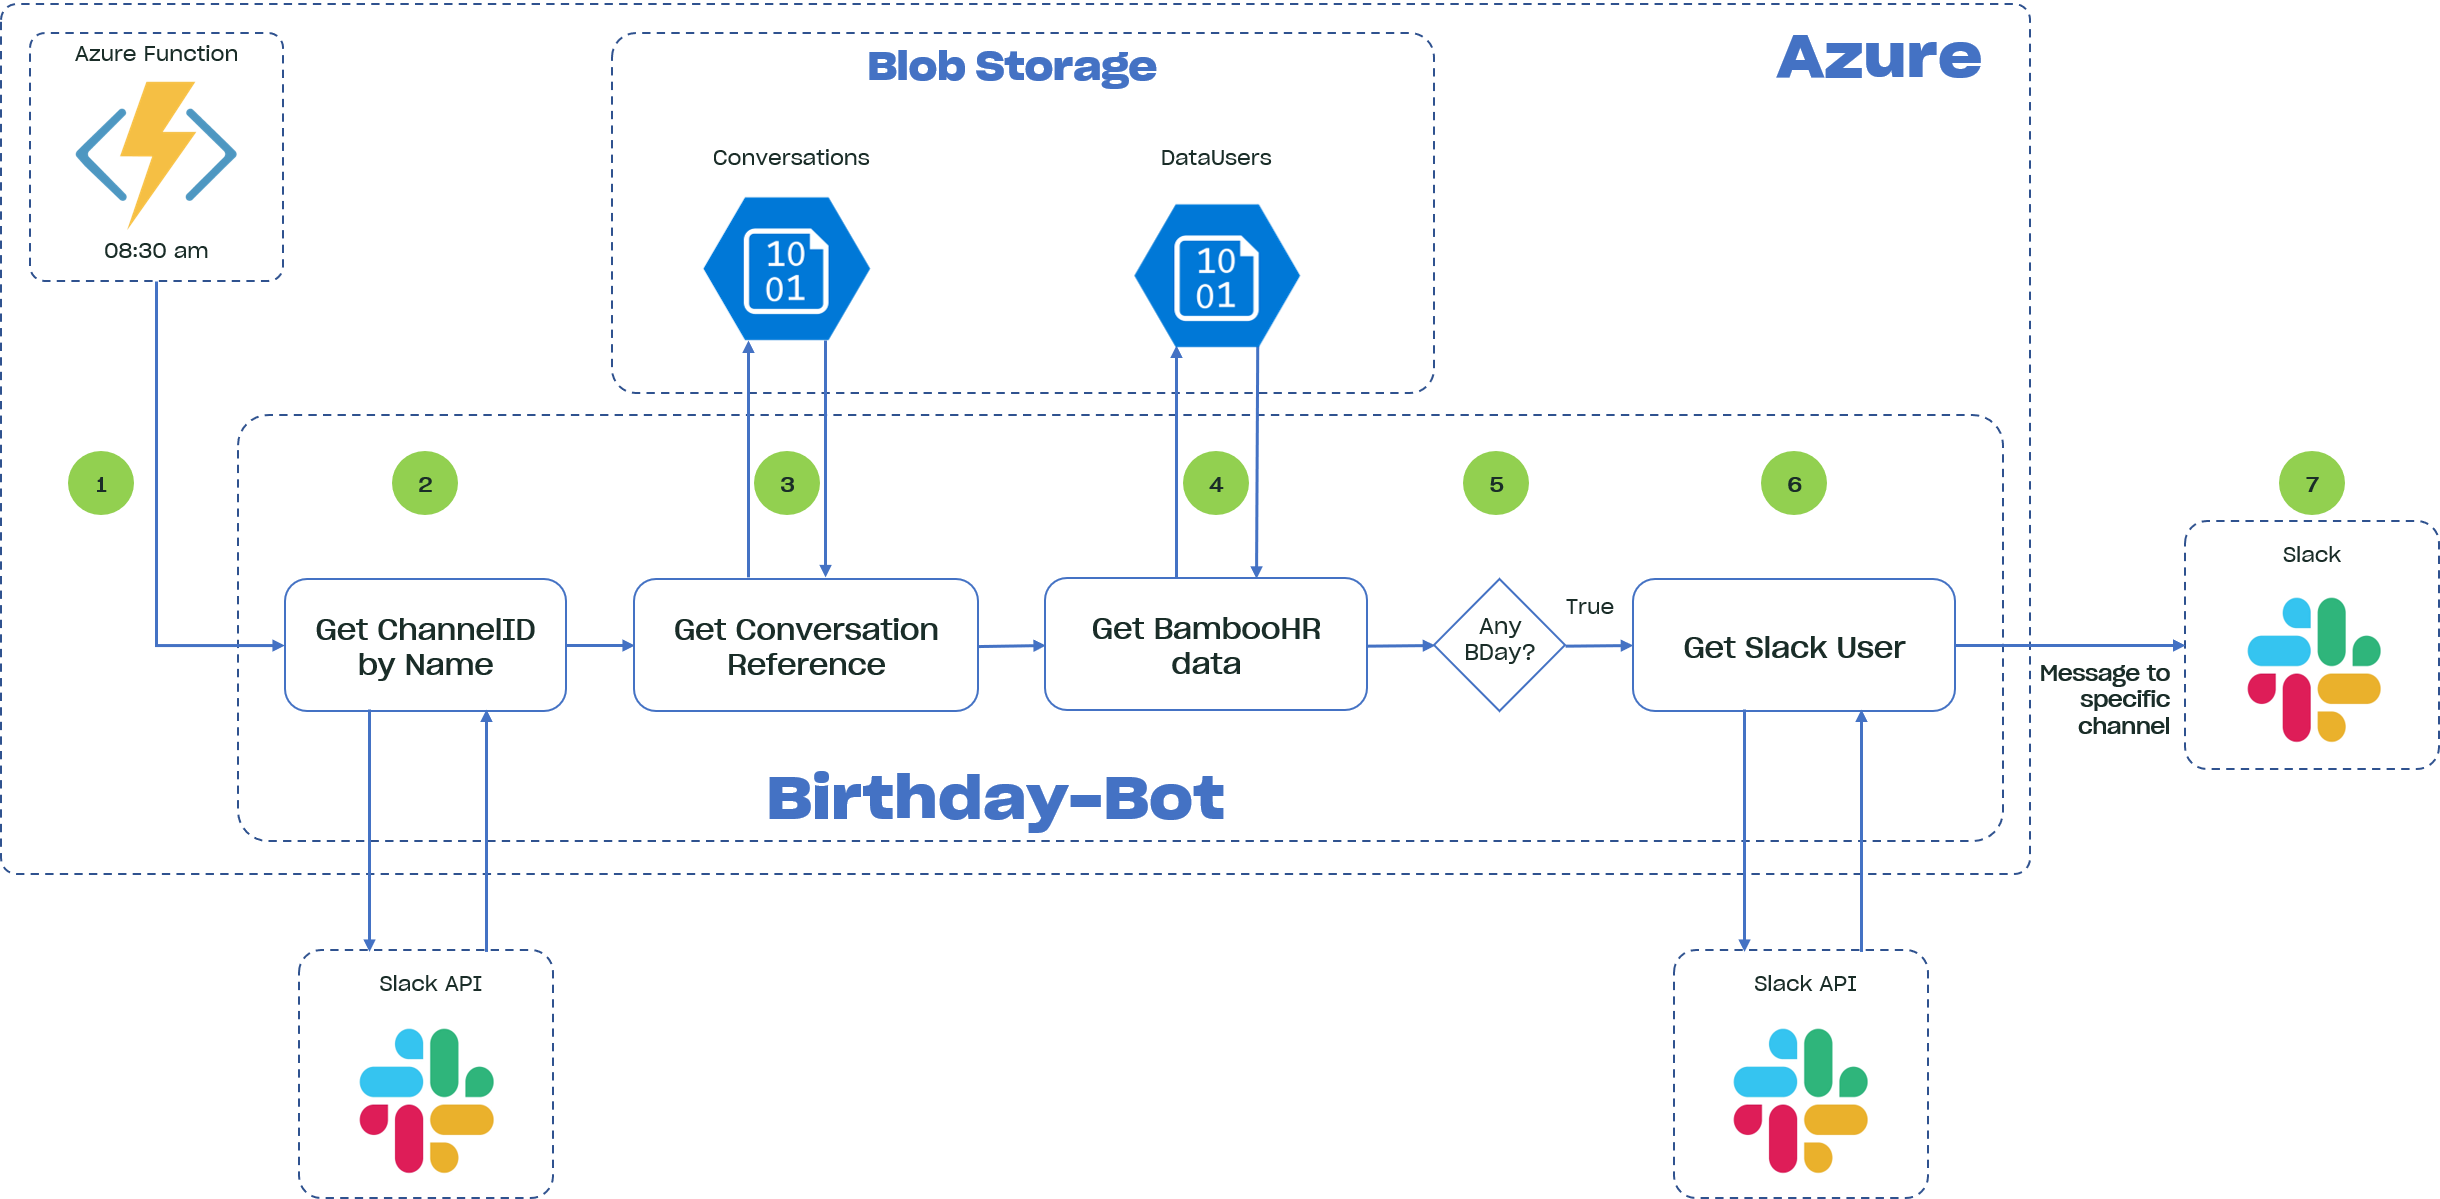 Azure Function
08:30 am
Blob Storage
Azure
Conversations
10
01
DataUsers
10
01
1
2
3
4
5
6
7
Get ChannelID
by Name
Get Conversation
Reference
Get BambooHR
data
Any
BDay?
True
Get Slack User
Message to
specific
channel
Slack
Birthday-Bot
Slack API
Slack API